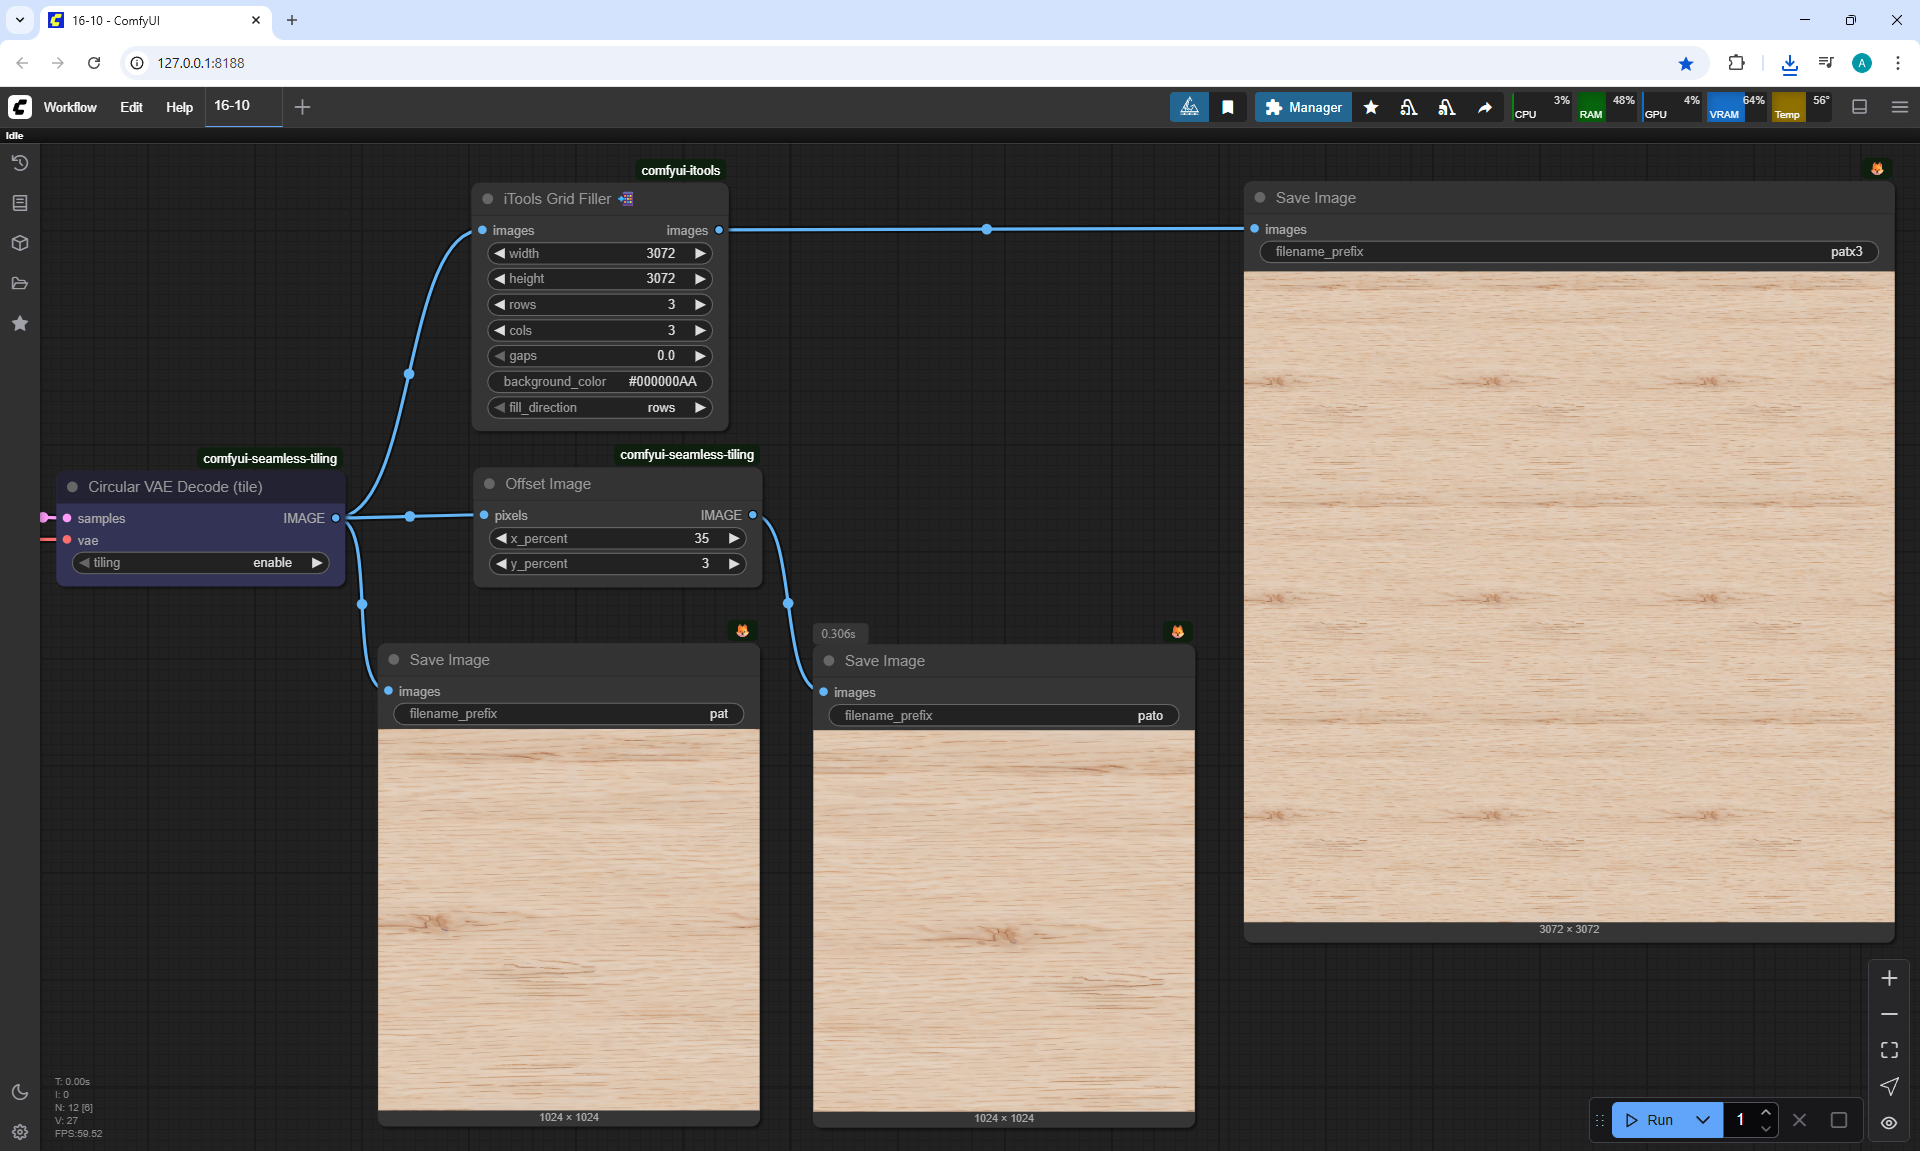 16-10 - ComfyUI
127.0.0.1:8188
A
Workflow
Edit
Help
16-10
Manager
CPU 3%
RAM 48%
GPU 4%
VRAM 64%
Temp 56°
Idle
comfyui-itools
iTools Grid Filler
images images
width 3072
height 3072
rows 3
cols 3
gaps 0.0
background_color #000000AA
fill_direction rows
comfyui-seamless-tiling
Circular VAE Decode (tile)
samples IMAGE
vae
tiling enable
comfyui-seamless-tiling
Offset Image
pixels IMAGE
x_percent 35
y_percent 3
Save Image
images
filename_prefix pat
1024 × 1024
0.306s
Save Image
images
filename_prefix pato
1024 × 1024
Save Image
images
filename_prefix patx3
3072 × 3072
T: 0.00s
I: 0
N: 12 [6]
V: 27
FPS:59.52
Run 1